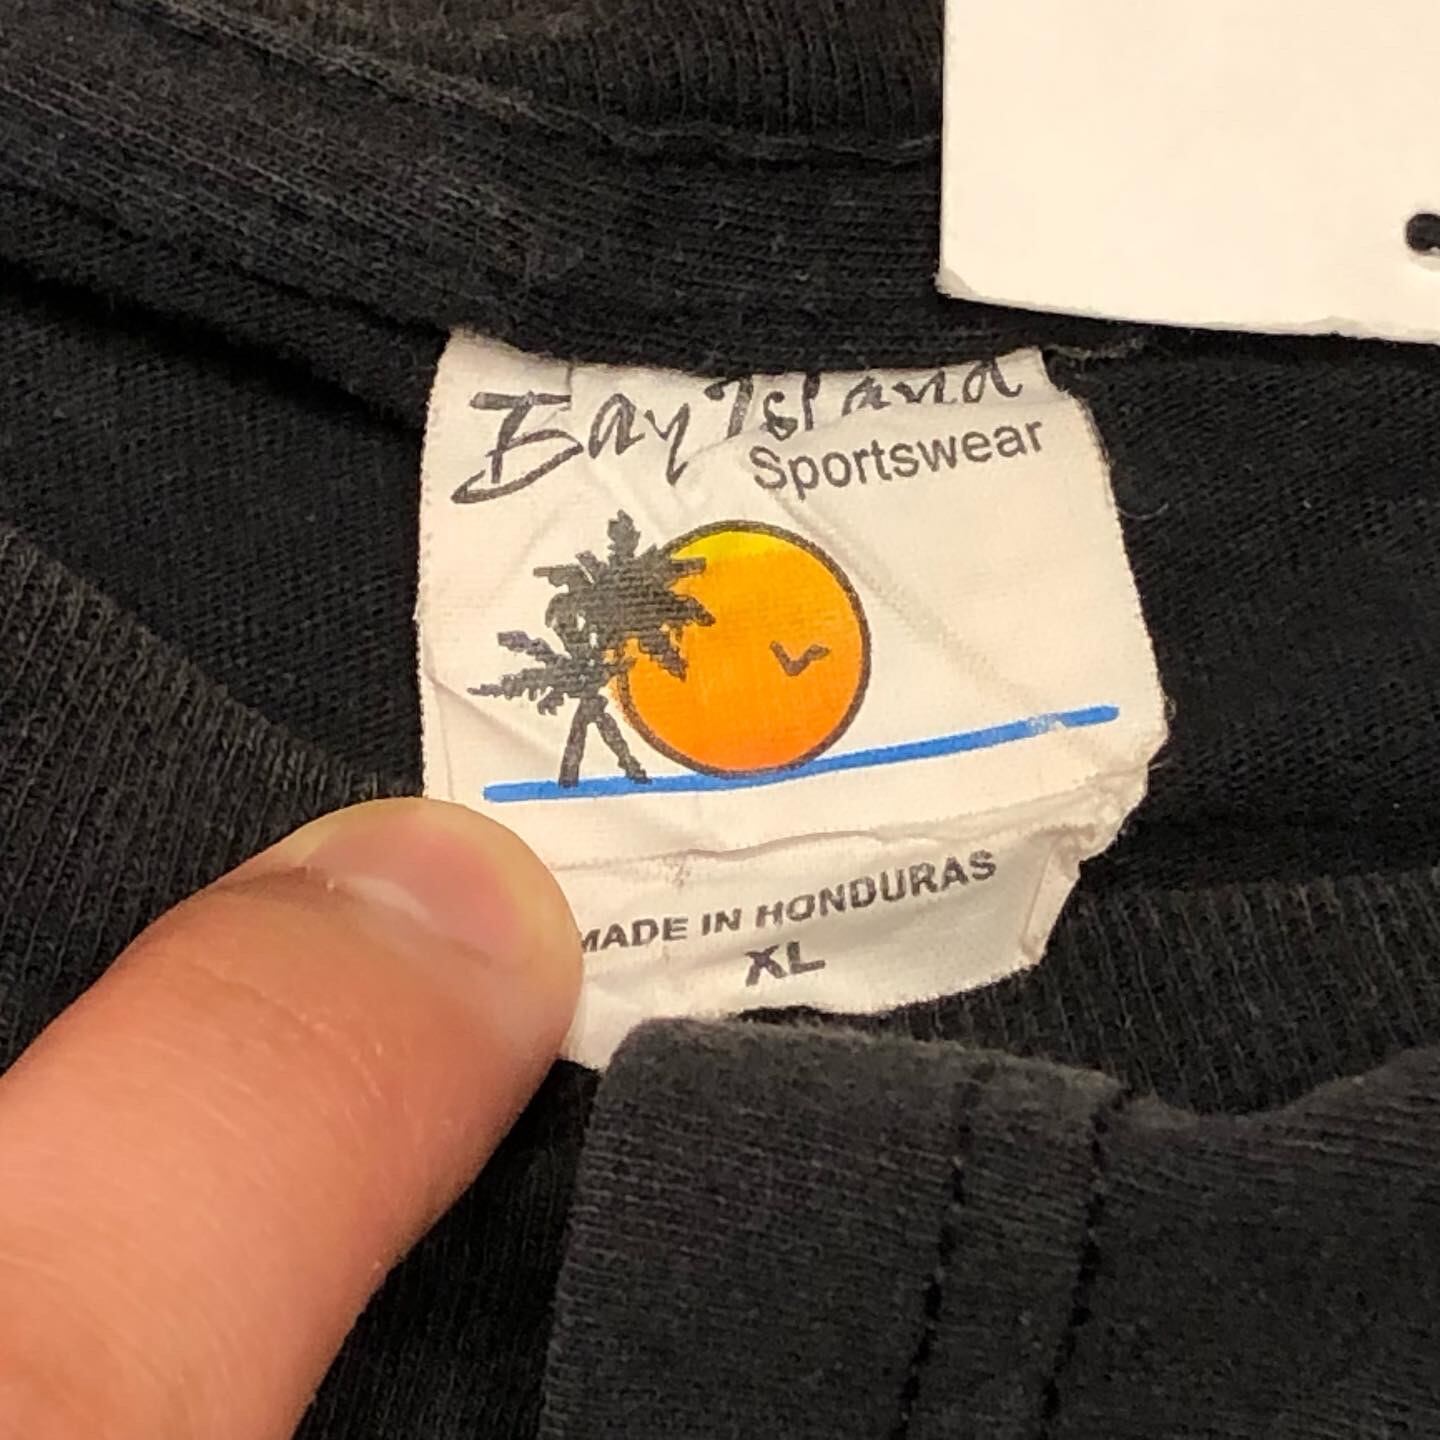 Bay Island
Sportswear
MADE IN HONDURAS
XL